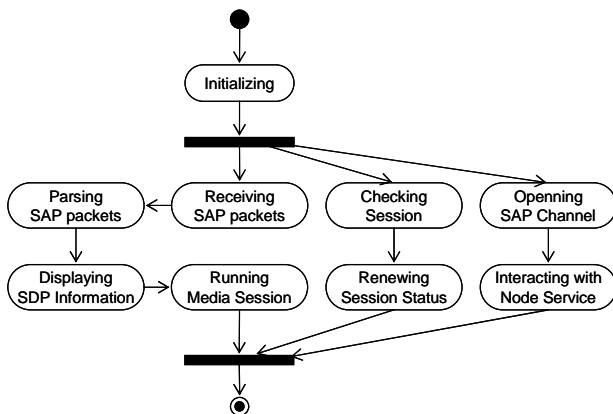 Initializing
Parsing
SAP packets
Receiving
SAP packets
Checking
Session
Openning
SAP Channel
Displaying
SDP Information
Running
Media Session
Renewing
Session Status
Interacting with
Node Service